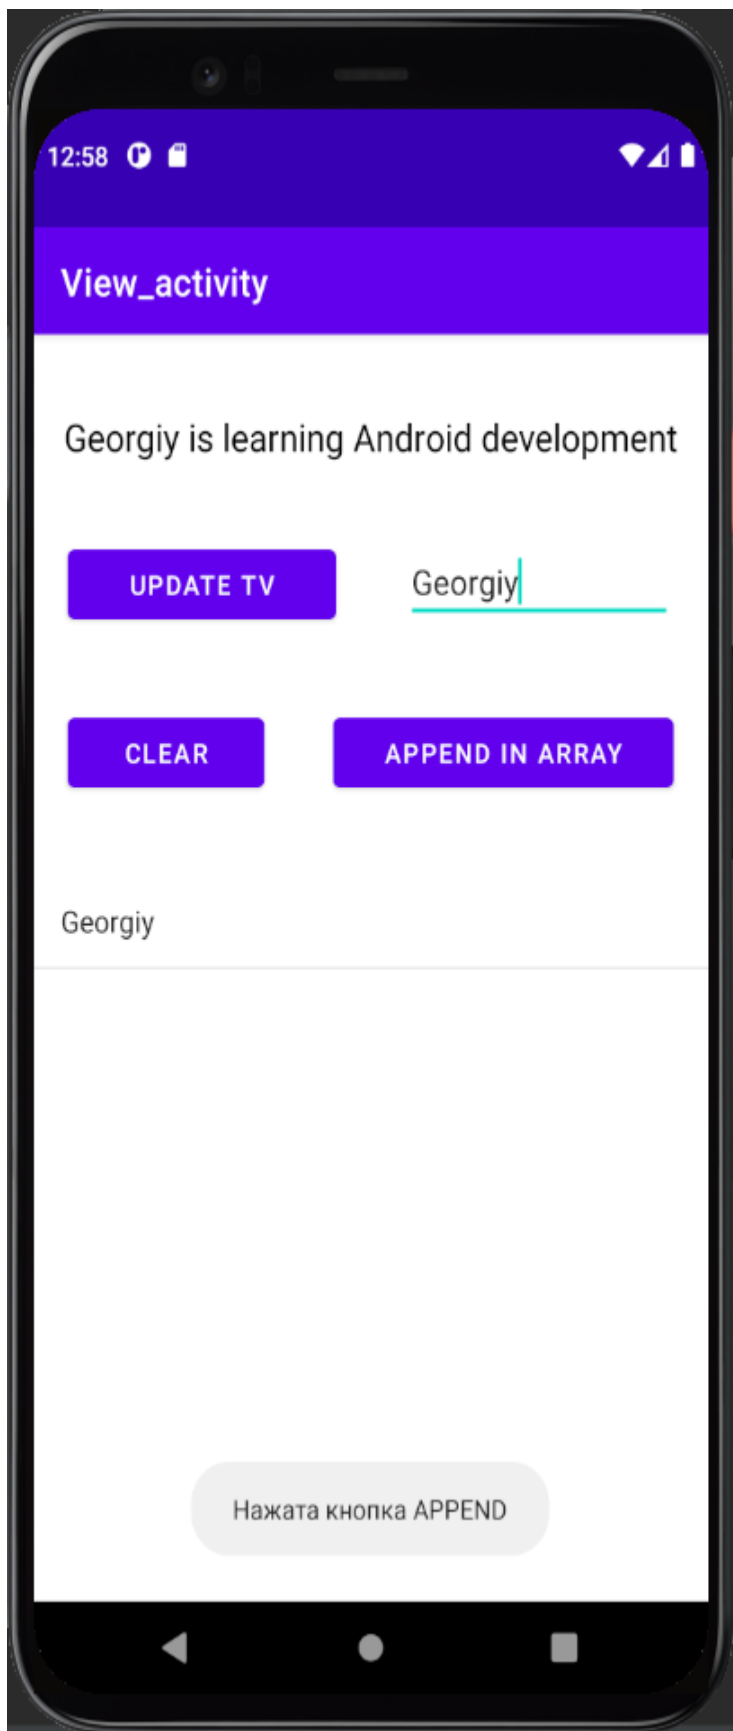 12:58
View_activity
Georgiy is learning Android development
UPDATE TV
Georgiy
CLEAR
APPEND IN ARRAY
Georgiy
Нажата кнопка APPEND